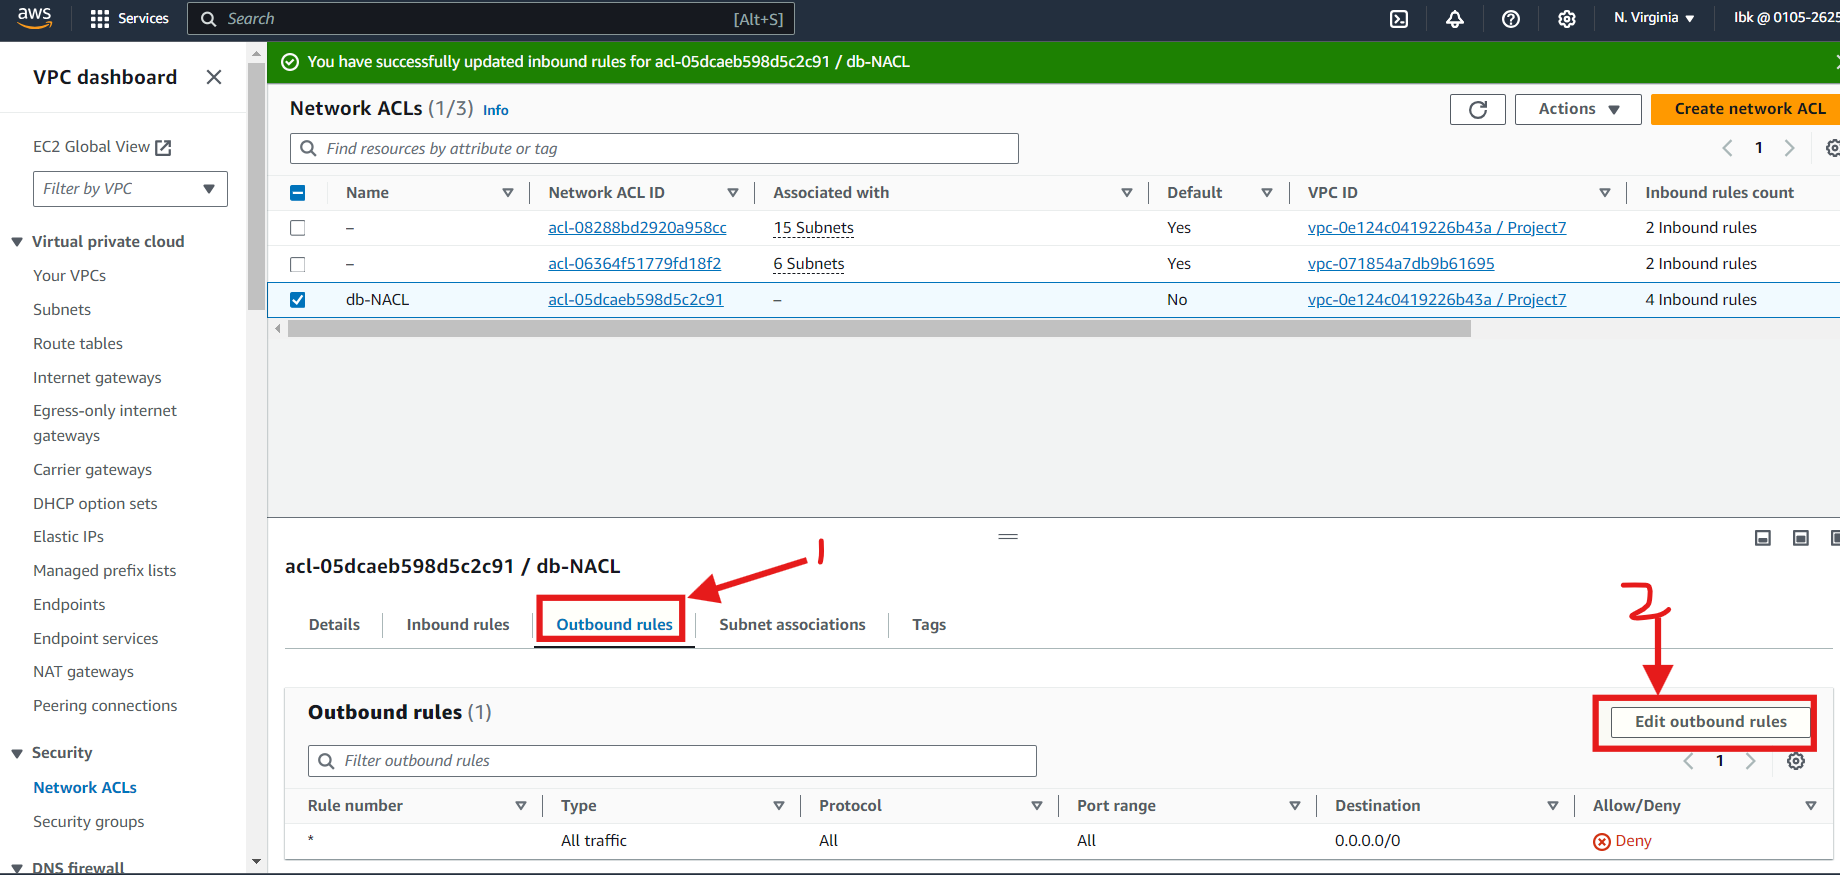 aws
Services
Search
[Alt+S]
N. Virginia
Ibk @ 0105-2625
VPC dashboard
EC2 Global View
Filter by VPC
Virtual private cloud
Your VPCs
Subnets
Route tables
Internet gateways
Egress-only internet
gateways
Carrier gateways
DHCP option sets
Elastic IPs
Managed prefix lists
Endpoints
Endpoint services
NAT gateways
Peering connections
Security
Network ACLs
Security groups
DNS firewall
You have successfully updated inbound rules for acl-05dcaeb598d5c2c91 / db-NACL
Network ACLs (1/3) Info
Actions
Create network ACL
Find resources by attribute or tag
1
Name Network ACL ID Associated with Default VPC ID Inbound rules count
– acl-08288bd2920a958cc 15 Subnets Yes vpc-0e124c0419226b43a / Project7 2 Inbound rules
– acl-06364f51779fd18f2 6 Subnets Yes vpc-071854a7db9b61695 2 Inbound rules
db-NACL acl-05dcaeb598d5c2c91 – No vpc-0e124c0419226b43a / Project7 4 Inbound rules
acl-05dcaeb598d5c2c91 / db-NACL
1
Details Inbound rules Outbound rules Subnet associations Tags
2
Outbound rules (1)
Edit outbound rules
Filter outbound rules
1
Rule number Type Protocol Port range Destination Allow/Deny
* All traffic All All 0.0.0.0/0 Deny